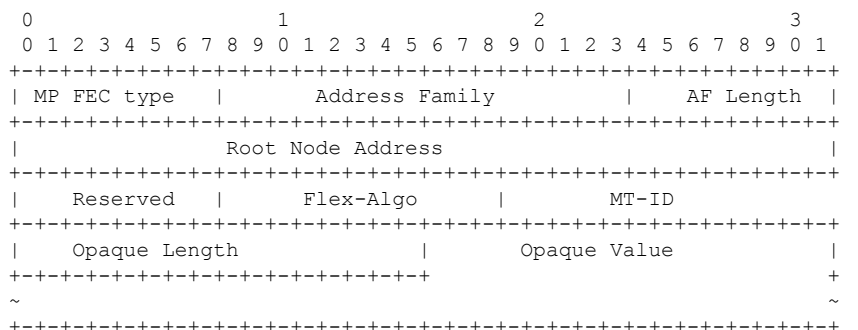 0                   1                   2                   3
 0 1 2 3 4 5 6 7 8 9 0 1 2 3 4 5 6 7 8 9 0 1 2 3 4 5 6 7 8 9 0 1
+-+-+-+-+-+-+-+-+-+-+-+-+-+-+-+-+-+-+-+-+-+-+-+-+-+-+-+-+-+-+-+
| MP FEC type   |       Address Family          |    AF Length  |
+-+-+-+-+-+-+-+-+-+-+-+-+-+-+-+-+-+-+-+-+-+-+-+-+-+-+-+-+-+-+-+
|                Root Node Address                              |
+-+-+-+-+-+-+-+-+-+-+-+-+-+-+-+-+-+-+-+-+-+-+-+-+-+-+-+-+-+-+-+
|    Reserved   |      Flex-Algo      |        MT-ID
+-+-+-+-+-+-+-+-+-+-+-+-+-+-+-+-+-+-+-+-+-+-+-+-+-+-+-+-+-+-+-+
|    Opaque Length              |       Opaque Value            |
+-+-+-+-+-+-+-+-+-+-+-+-+-+-+-+                               +
~                                                               ~
+-+-+-+-+-+-+-+-+-+-+-+-+-+-+-+-+-+-+-+-+-+-+-+-+-+-+-+-+-+-+-+